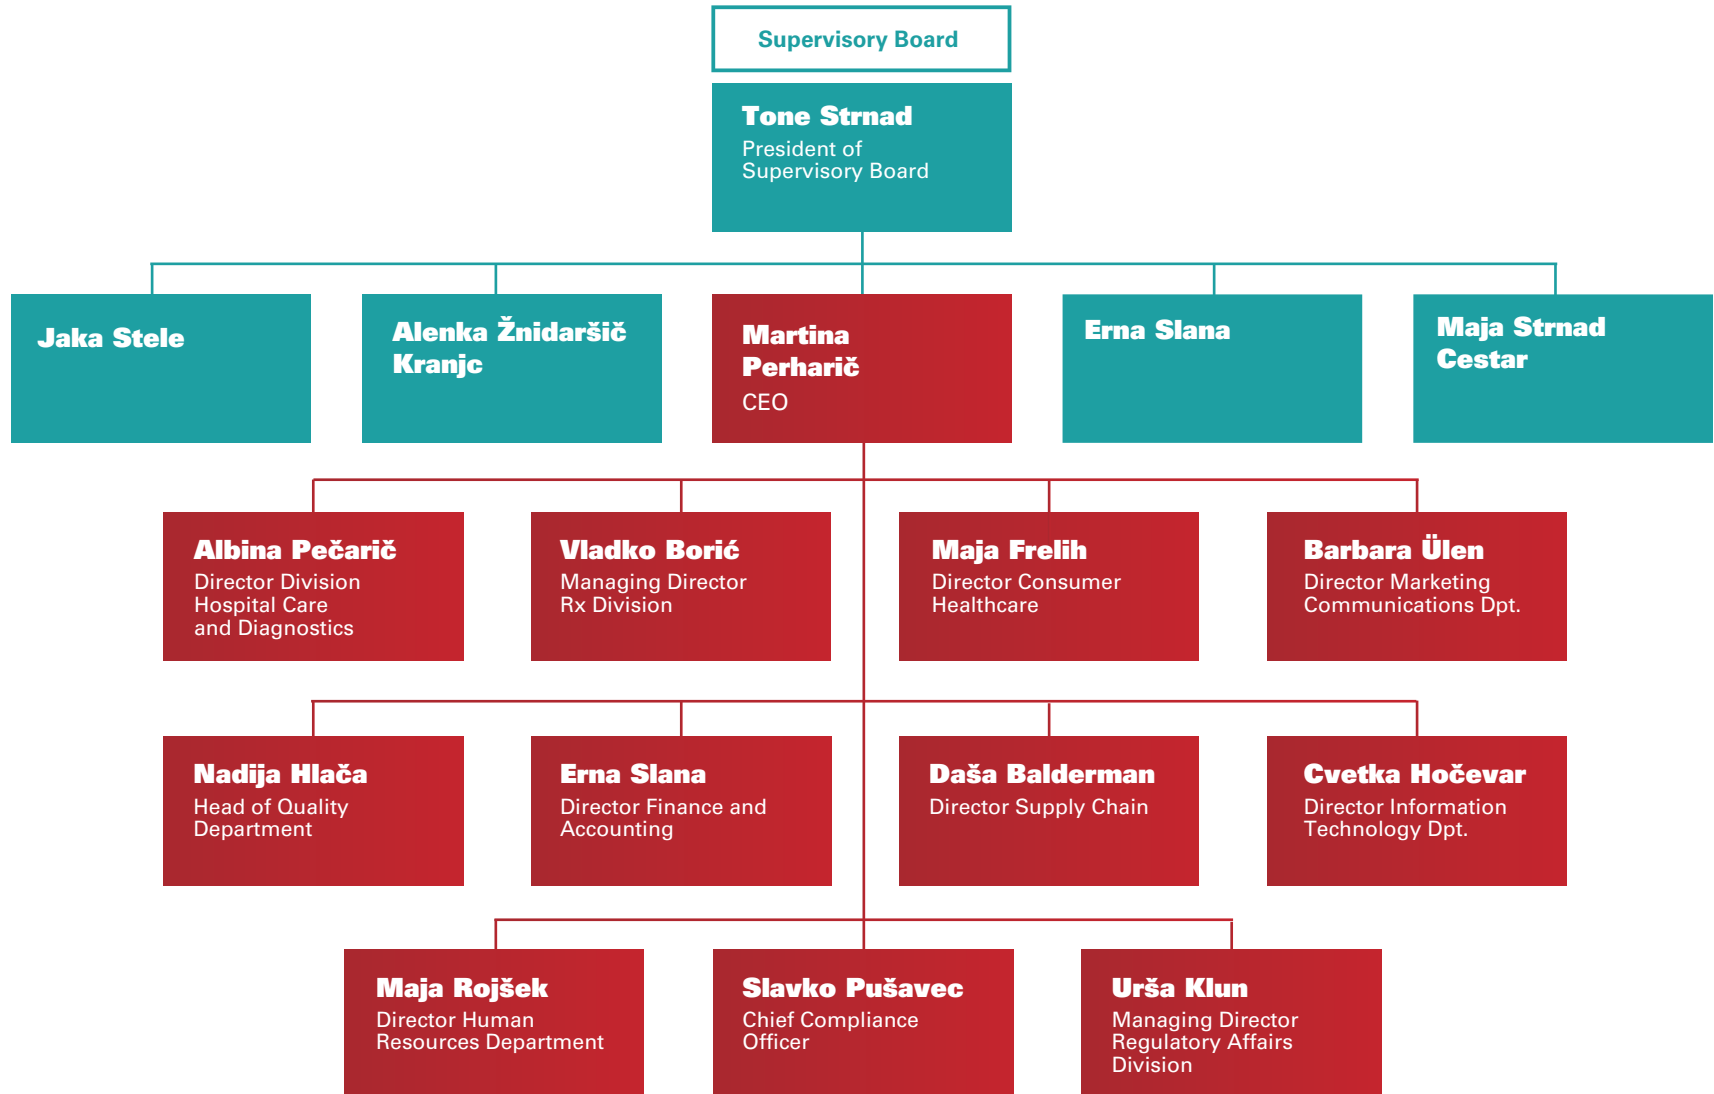 Supervisory Board
Tone Strnad
President of
Supervisory Board
Jaka Stele
Alenka Žnidaršič
Kranjc
Martina
Perharič
CEO
Erna Slana
Maja Strnad
Cestar
Albina Pečarič
Director Division
Hospital Care
and Diagnostics
Vladko Borić
Managing Director
Rx Division
Maja Frelih
Director Consumer
Healthcare
Barbara Ülen
Director Marketing
Communications Dpt.
Nadija Hlača
Head of Quality
Department
Erna Slana
Director Finance and
Accounting
Daša Balderman
Director Supply Chain
Cvetka Hočevar
Director Information
Technology Dpt.
Maja Rojšek
Director Human
Resources Department
Slavko Pušavec
Chief Compliance
Officer
Urša Klun
Managing Director
Regulatory Affairs
Division